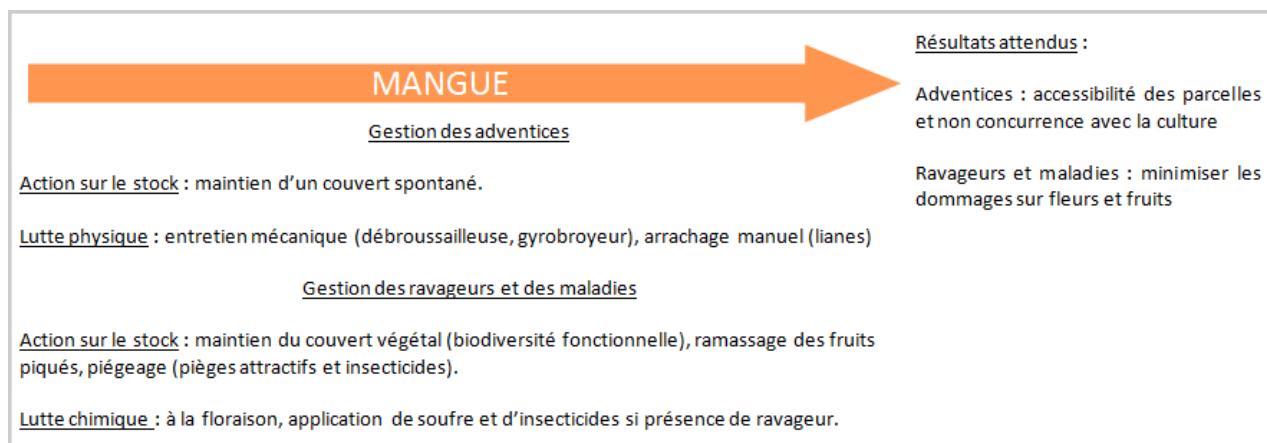 MANGUE
Gestion des adventices
Action sur le stock : maintien d'un couvert spontané.
Lutte physique : entretien mécanique (débroussailleuse, gyrobroyeur), arrachage manuel (lianes)
Gestion des ravageurs et des maladies
Action sur le stock : maintien du couvert végétal (biodiversité fonctionnelle), ramassage des fruits
piqués, piégeage (pièges attractifs et insecticides).
Lutte chimique : à la floraison, application de soufre et d'insecticides si présence de ravageur.
Résultats attendus :
Adventices : accessibilité des parcelles
et non concurrence avec la culture
Ravageurs et maladies : minimiser les
dommages sur fleurs et fruits